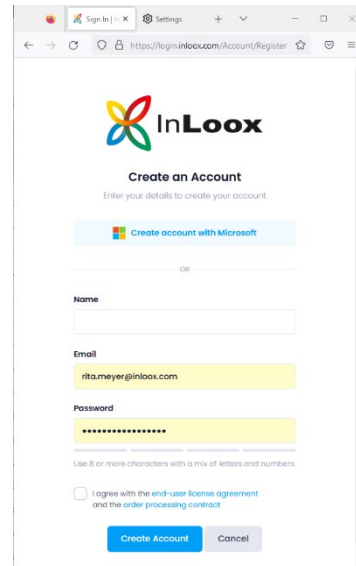 Sign In | In
Settings
https://login.inloox.com/Account/Register
InLoox
Create an Account
Enter your details to create your account
Create account with Microsoft
OR
Name
Email
rita.meyer@inloox.com
Password
•••••••••••••••••
Use 8 or more characters with a mix of letters and numbers.
I agree with the end-user license agreement
and the order processing contract
Create Account
Cancel